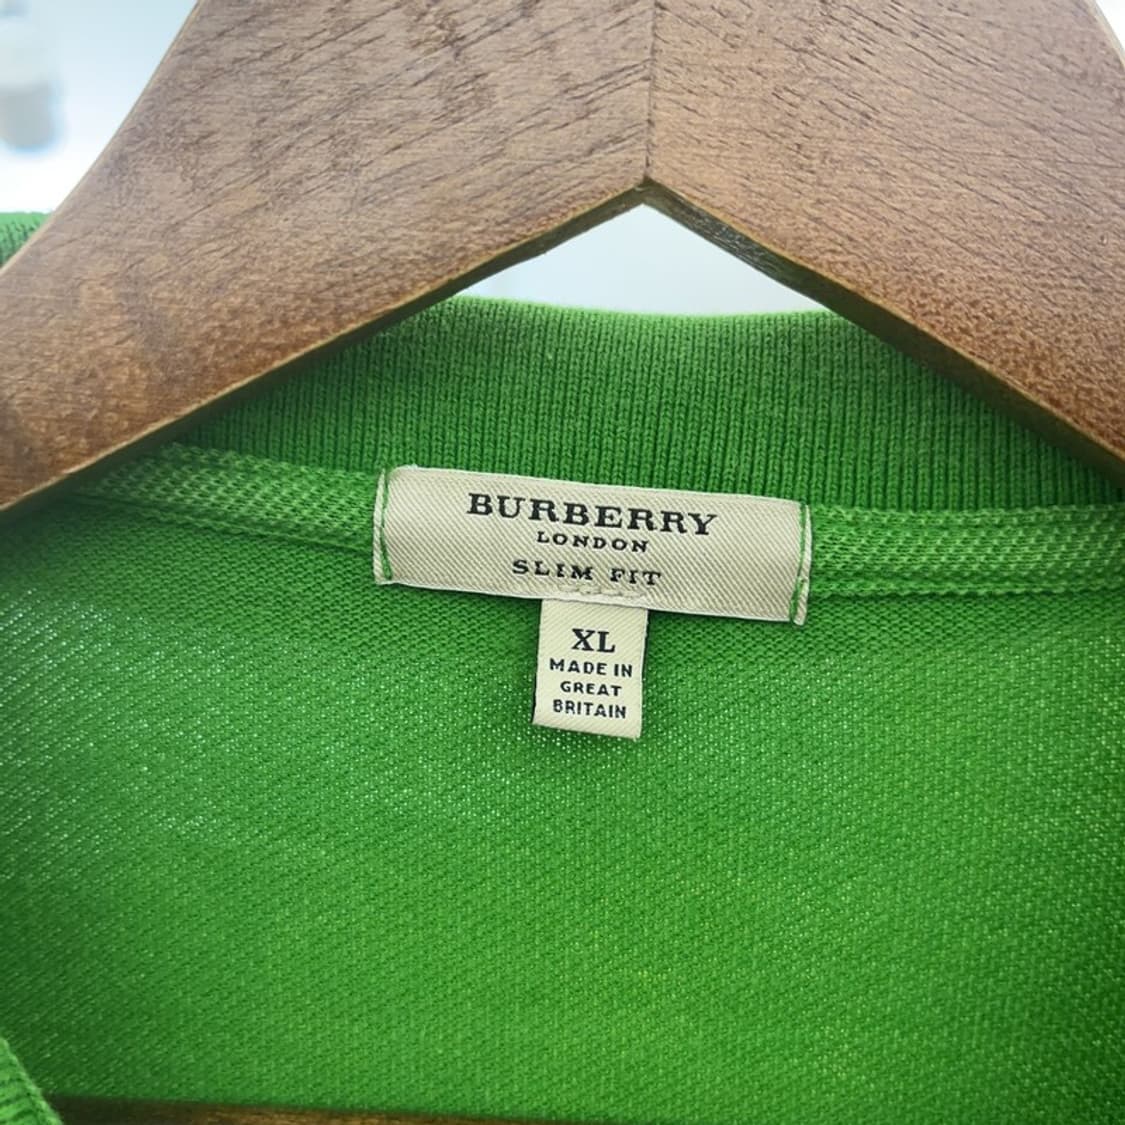 BURBERRY
LONDON
SLIM FIT
XL
MADE IN
GREAT
BRITAIN